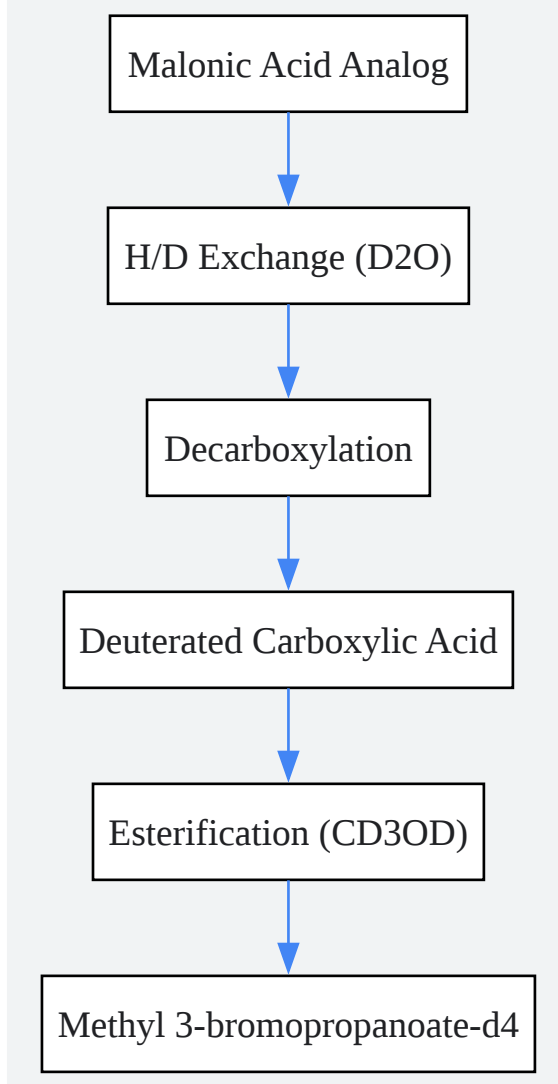 Malonic Acid Analog
H/D Exchange (D2O)
Decarboxylation
Deuterated Carboxylic Acid
Esterification (CD3OD)
Methyl 3-bromopropanoate-d4